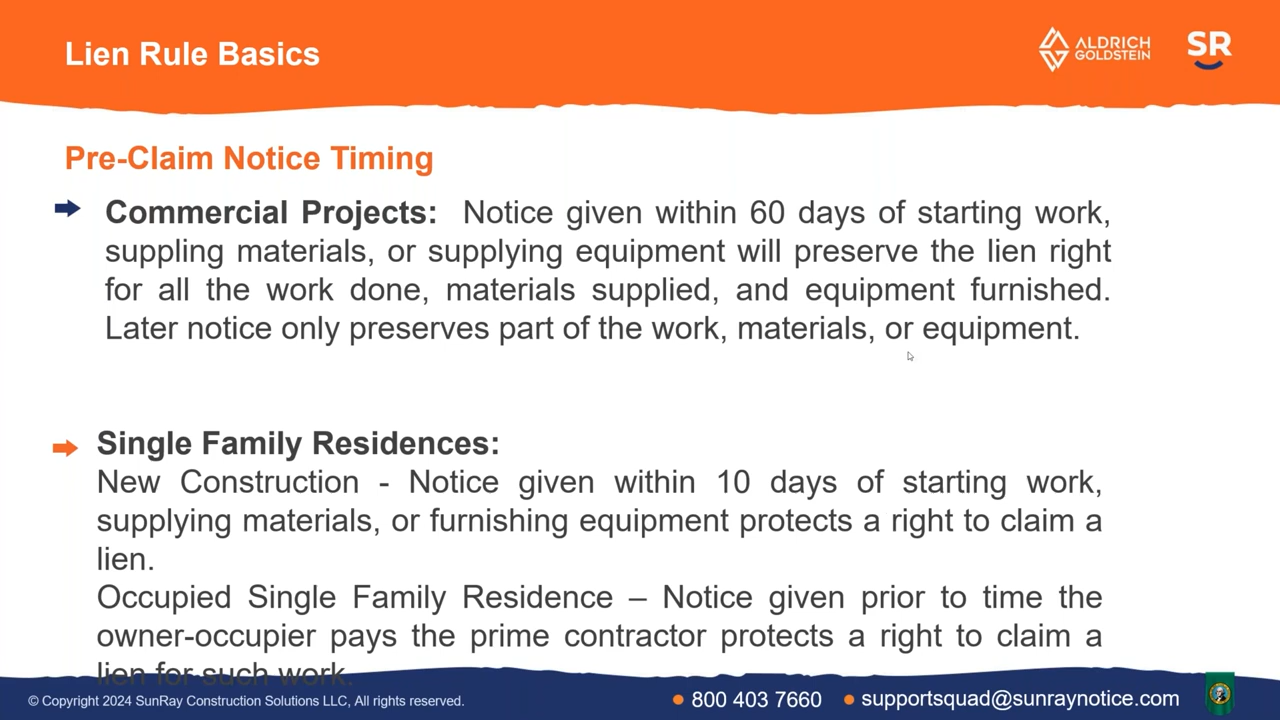 Lien Rule Basics
ALDRICH
GOLDSTEIN
SR
Pre-Claim Notice Timing
Commercial Projects: Notice given within 60 days of starting work,
suppling materials, or supplying equipment will preserve the lien right
for all the work done, materials supplied, and equipment furnished.
Later notice only preserves part of the work, materials, or equipment.
Single Family Residences:
New Construction - Notice given within 10 days of starting work,
supplying materials, or furnishing equipment protects a right to claim a
lien.
Occupied Single Family Residence – Notice given prior to time the
owner-occupier pays the prime contractor protects a right to claim a
lien for such work.
© Copyright 2024 SunRay Construction Solutions LLC, All rights reserved.
800 403 7660
supportsquad@sunraynotice.com